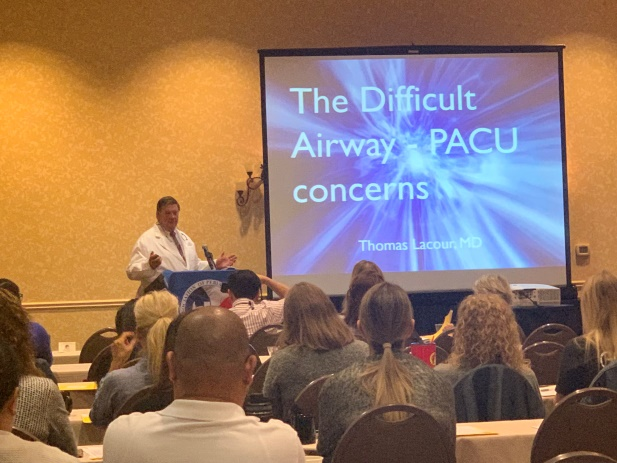 The Difficult
Airway - PACU
concerns
Thomas Lacour, MD